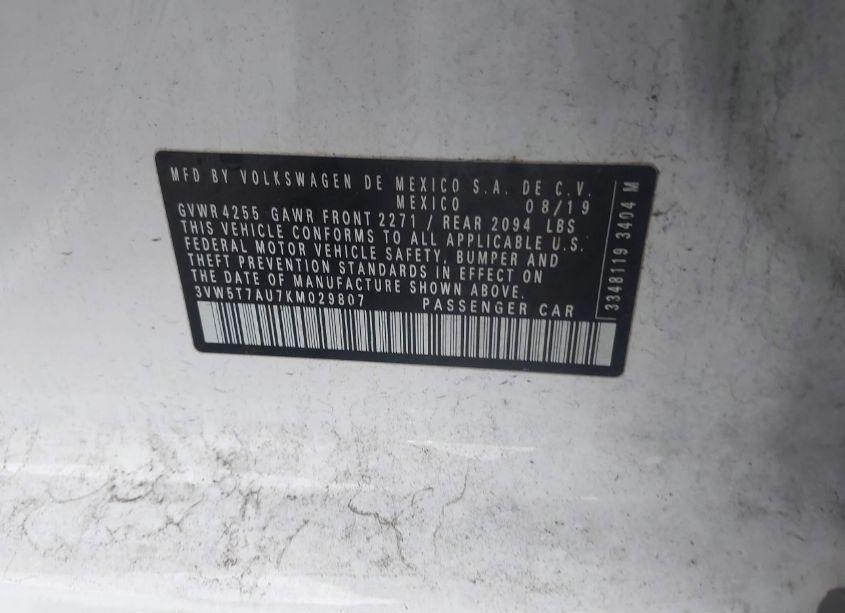 MFD BY VOLKSWAGEN DE MEXICO S.A. DE C.V.
MEXICO 08/19
GVWR 4255 GAWR FRONT 2271 / REAR 2094 LBS
THIS VEHICLE CONFORMS TO ALL APPLICABLE U.S.
FEDERAL MOTOR VEHICLE SAFETY, BUMPER AND
THEFT PREVENTION STANDARDS IN EFFECT ON
THE DATE OF MANUFACTURE SHOWN ABOVE.
3VW5T7AU7KM029807 PASSENGER CAR
3348119 3404 M